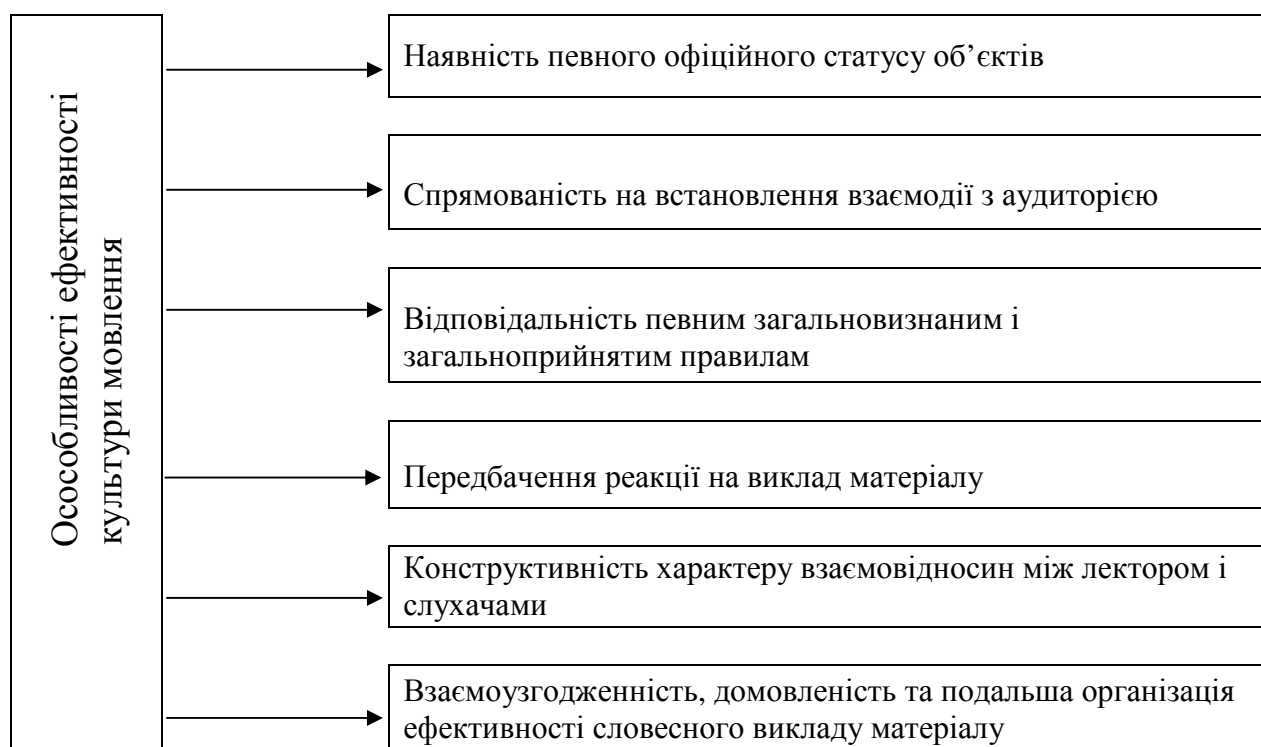 Осособливості ефективності
культури мовлення
Наявність певного офіційного статусу об’єктів
Спрямованість на встановлення взаємодії з аудиторією
Відповідальність певним загальновизнаним і
загальноприйнятим правилам
Передбачення реакції на виклад матеріалу
Конструктивність характеру взаємовідносин між лектором і
слухачами
Взаємоузгодженність, домовленість та подальша організація
ефективності словесного викладу матеріалу